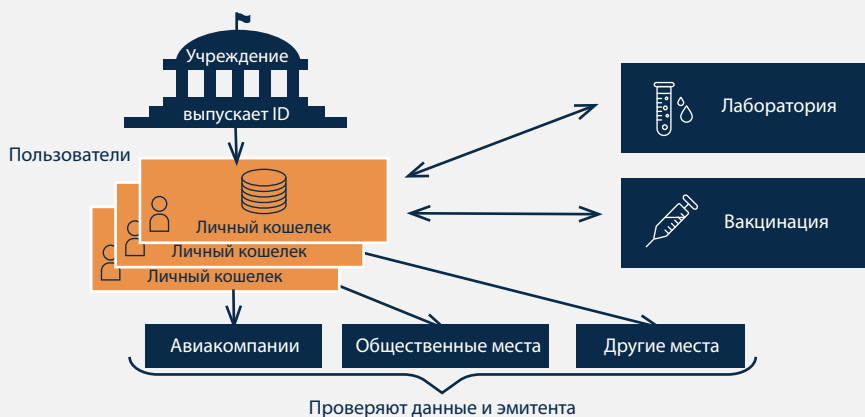 Учреждение
выпускает ID
Пользователи
Личный кошелек
Личный кошелек
Личный кошелек
Лаборатория
Вакцинация
Авиакомпании
Общественные места
Другие места
Проверяют данные и эмитента